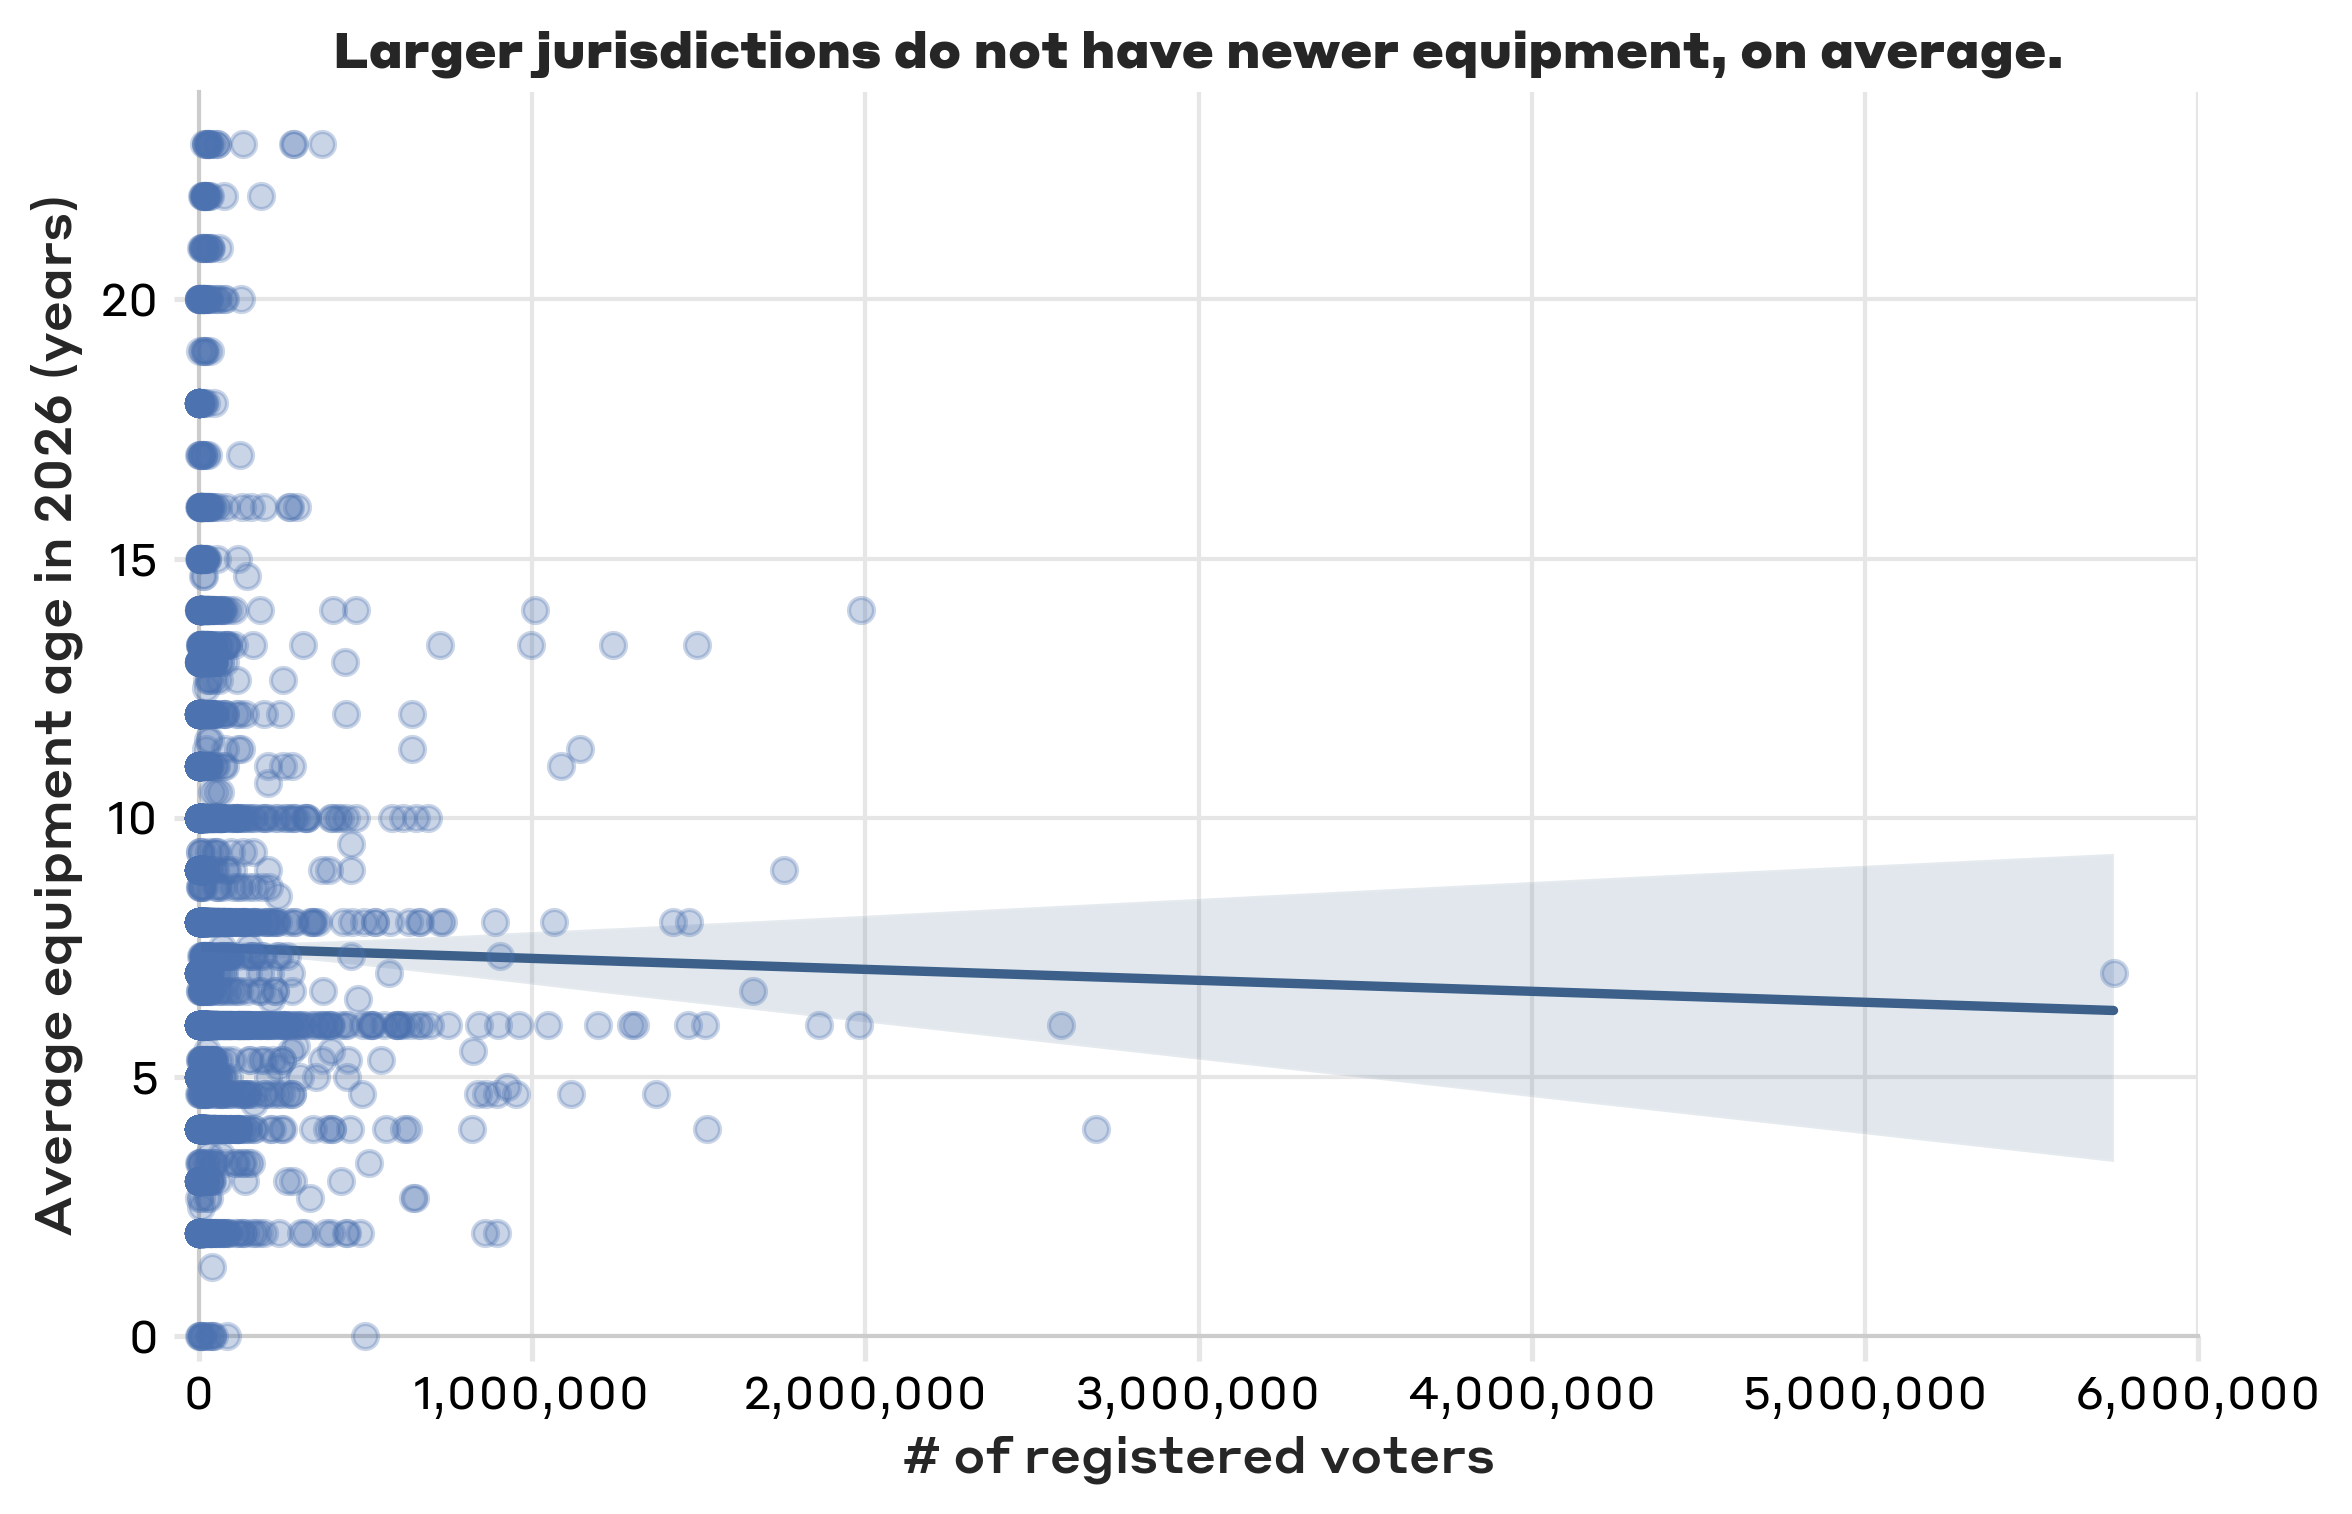 Larger jurisdictions do not have newer equipment, on average.
Average equipment age in 2026 (years)
20
15
10
5
0
0 1,000,000 2,000,000 3,000,000 4,000,000 5,000,000 6,000,000
# of registered voters